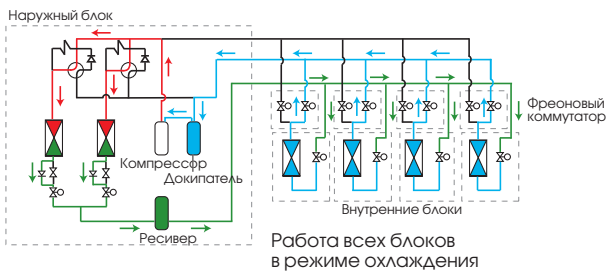 Наружный блок
Фреоновый
коммутатор
Компрессор
Докипатель
Внутренние блоки
Ресивер
Работа всех блоков
в режиме охлаждения